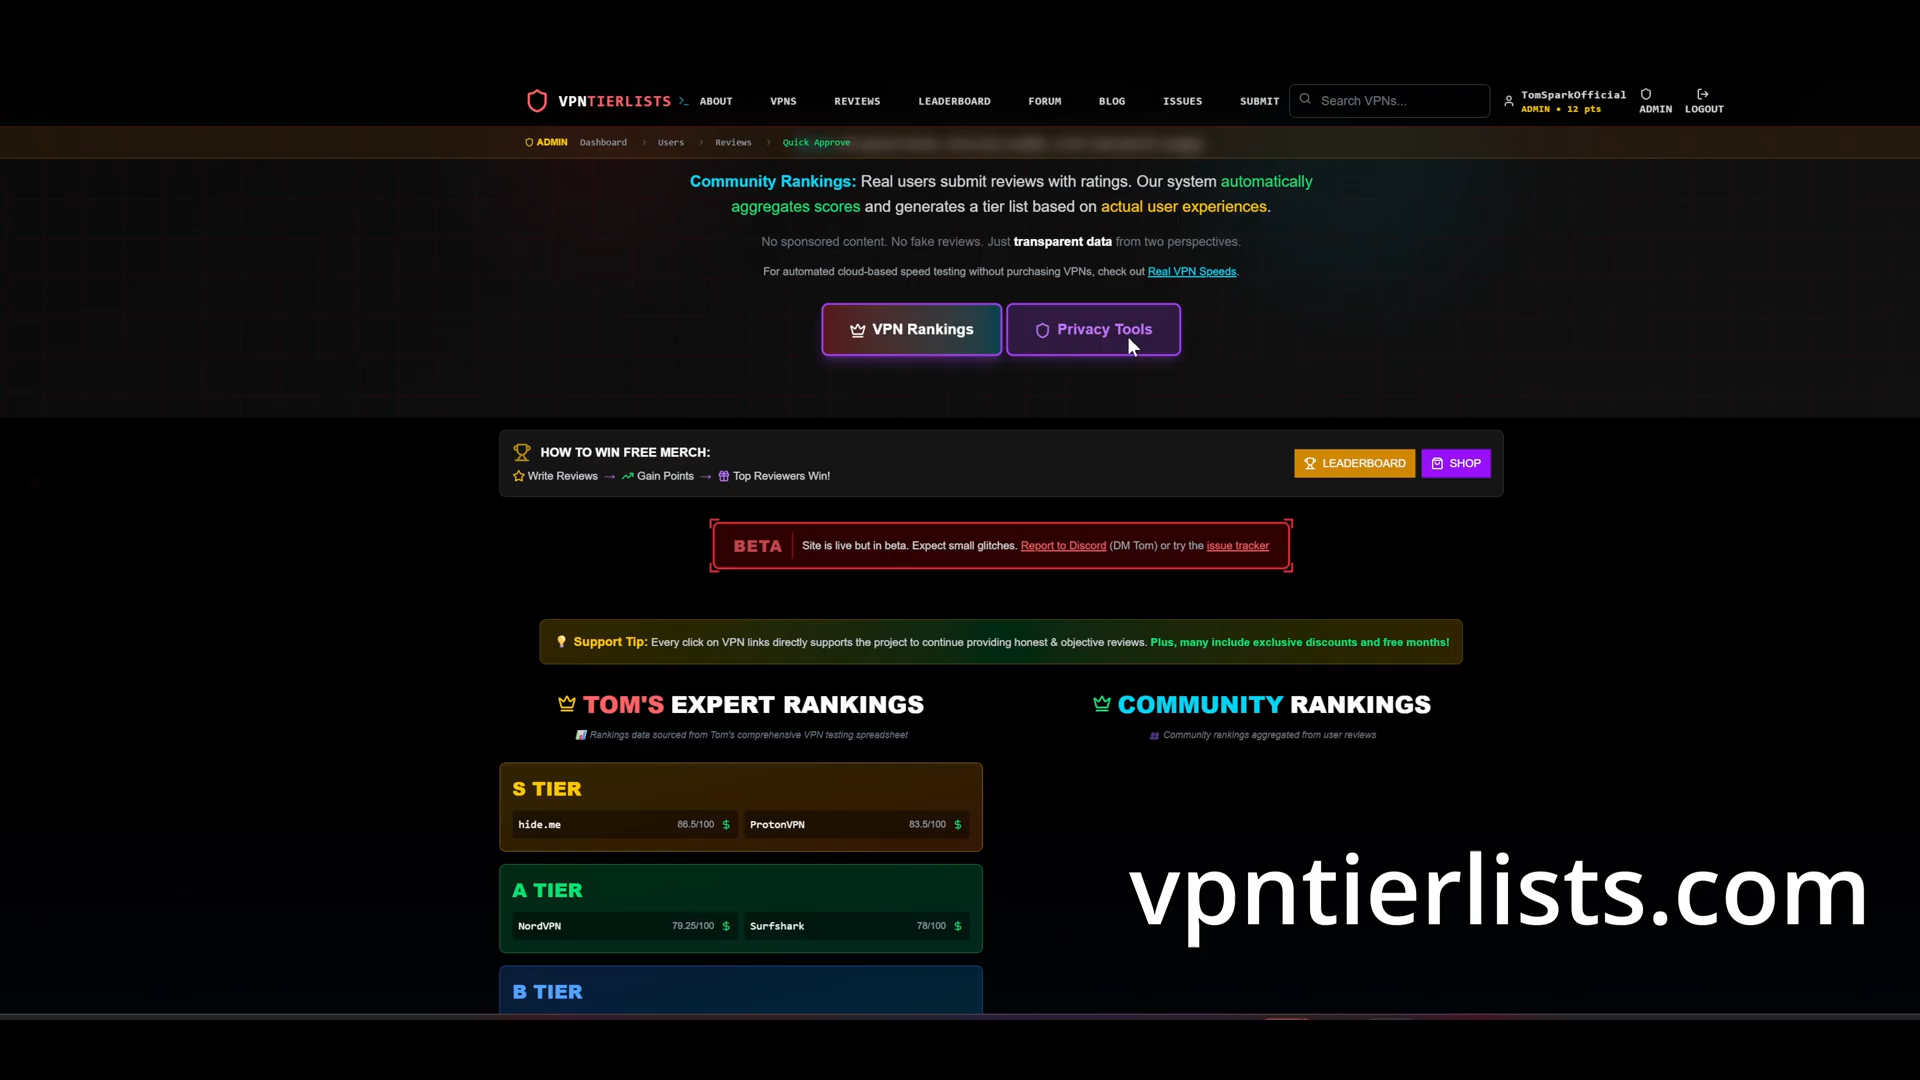 VPNTIERLISTS >_ ABOUT VPNS REVIEWS LEADERBOARD FORUM BLOG ISSUES SUBMIT Search VPNs... TomSparkOfficial ADMIN • 12 pts ADMIN LOGOUT
ADMIN Dashboard > Users > Reviews > Quick Approve
Community Rankings: Real users submit reviews with ratings. Our system automatically
aggregates scores and generates a tier list based on actual user experiences.
No sponsored content. No fake reviews. Just transparent data from two perspectives.
For automated cloud-based speed testing without purchasing VPNs, check out Real VPN Speeds.
VPN Rankings Privacy Tools
HOW TO WIN FREE MERCH:
Write Reviews → Gain Points → Top Reviewers Win!
LEADERBOARD SHOP
BETA Site is live but in beta. Expect small glitches. Report to Discord (DM Tom) or try the issue tracker
Support Tip: Every click on VPN links directly supports the project to continue providing honest & objective reviews. Plus, many include exclusive discounts and free months!
TOM'S EXPERT RANKINGS
Rankings data sourced from Tom's comprehensive VPN testing spreadsheet
COMMUNITY RANKINGS
Community rankings aggregated from user reviews
S TIER
hide.me 86.5/100 $ ProtonVPN 83.5/100 $
A TIER
NordVPN 79.25/100 $ Surfshark 78/100 $
B TIER
vpntierlists.com